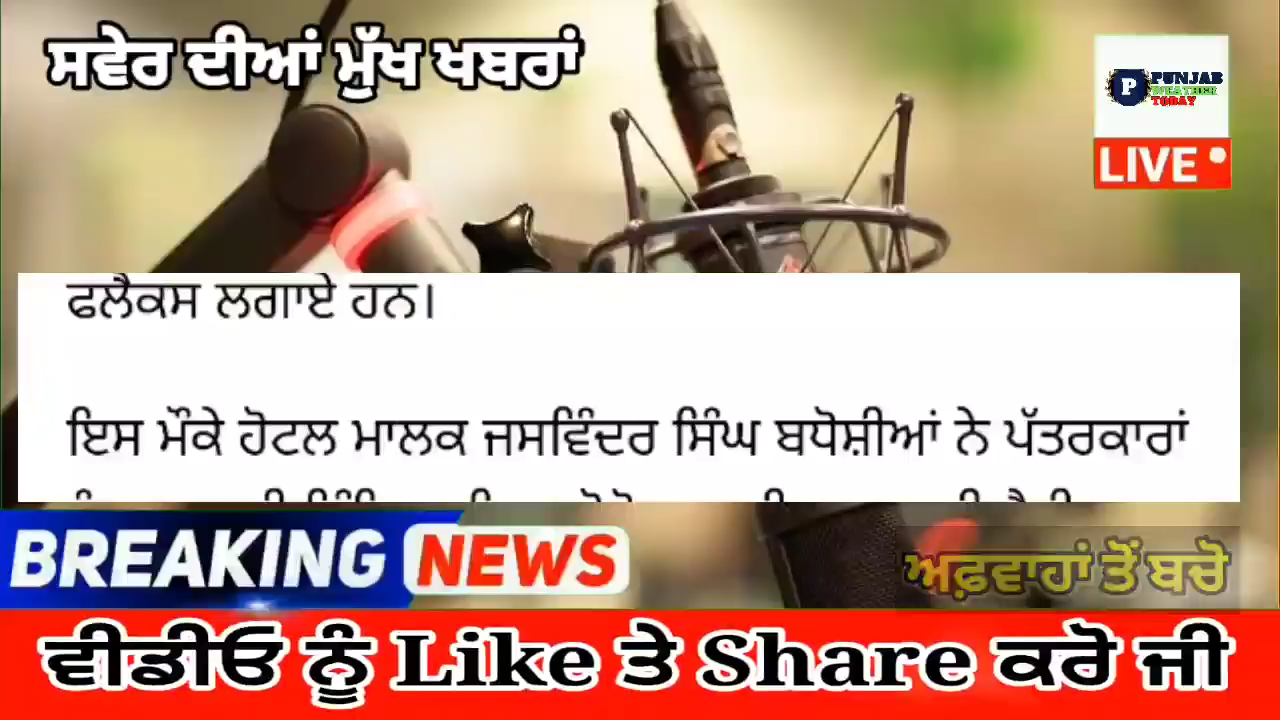 ਸਵੇਰ ਦੀਆਂ ਮੁੱਖ ਖਬਰਾਂ
P PUNJAB
WEATHER
TODAY
LIVE
ਫਲੈਕਸ ਲਗਾਏ ਹਨ।
ਇਸ ਮੌਕੇ ਹੋਟਲ ਮਾਲਕ ਜਸਵਿੰਦਰ ਸਿੰਘ ਬਧੋਸ਼ੀਆਂ ਨੇ ਪੱਤਰਕਾਰਾਂ
BREAKING NEWS
ਅਫ਼ਵਾਹਾਂ ਤੋਂ ਬਚੋ
ਵੀਡੀਓ ਨੂੰ Like ਤੇ Share ਕਰੋ ਜੀ